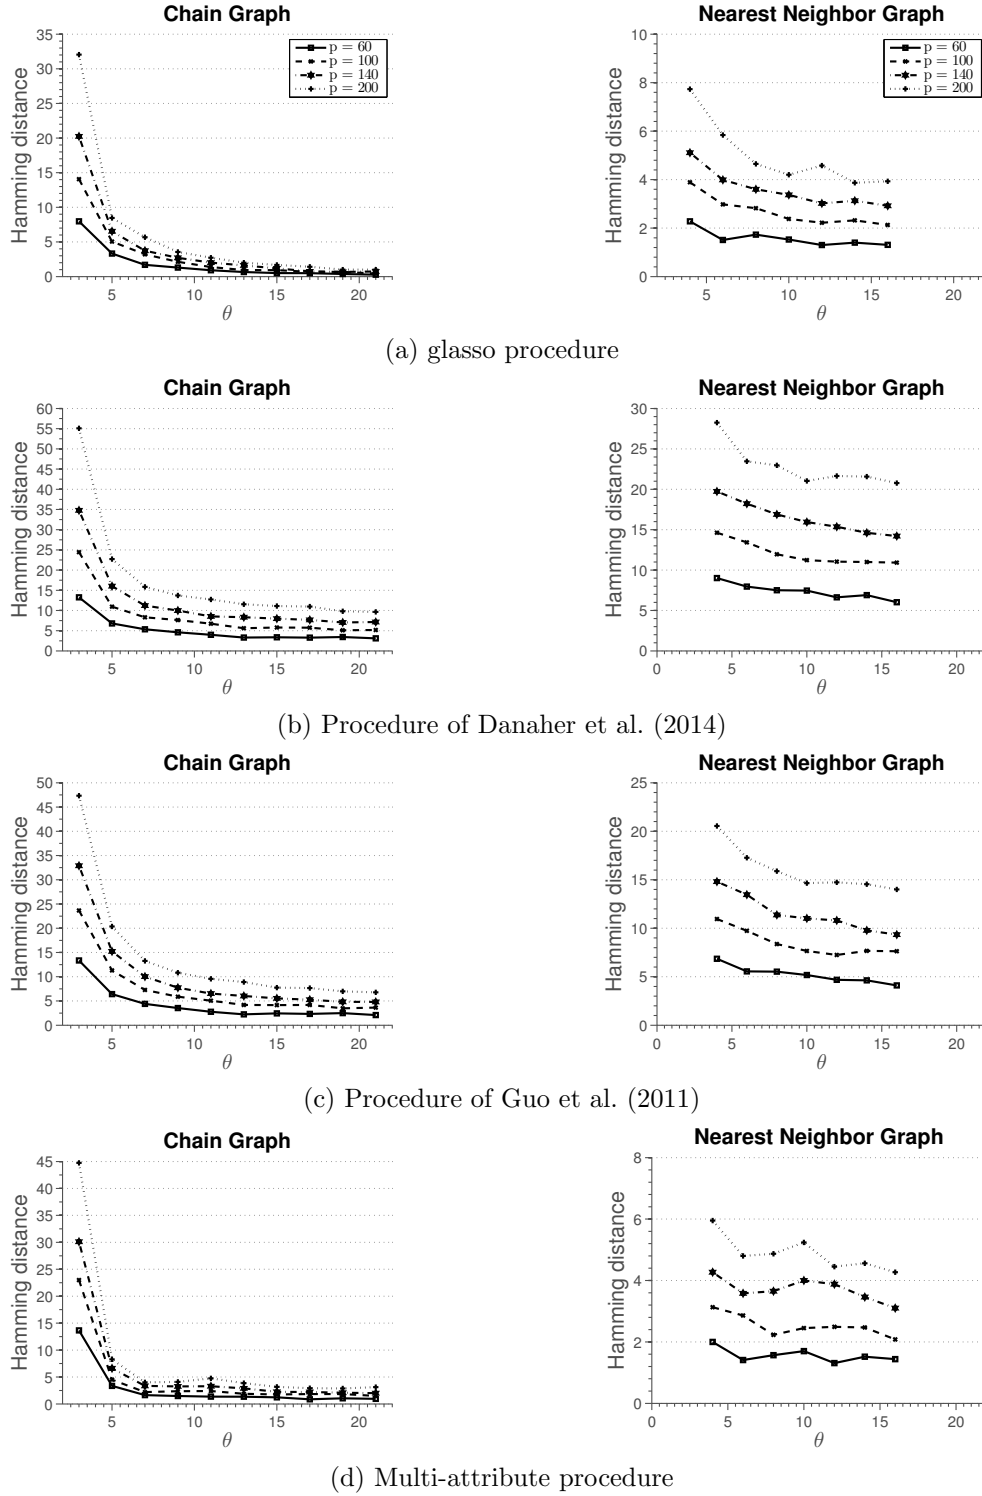 Chain Graph
Nearest Neighbor Graph
Hamming distance
35
30
25
20
15
10
5
0
p = 60
p = 100
p = 140
p = 200
5
10
15
20
θ
Hamming distance
10
8
6
4
2
0
p = 60
p = 100
p = 140
p = 200
5
10
15
20
θ
(a) glasso procedure
Chain Graph
Nearest Neighbor Graph
Hamming distance
60
55
50
45
40
35
30
25
20
15
10
5
0
5
10
15
20
θ
Hamming distance
30
25
20
15
10
5
0
0
5
10
15
20
θ
(b) Procedure of Danaher et al. (2014)
Chain Graph
Nearest Neighbor Graph
Hamming distance
50
45
40
35
30
25
20
15
10
5
0
5
10
15
20
θ
Hamming distance
25
20
15
10
5
0
0
5
10
15
20
θ
(c) Procedure of Guo et al. (2011)
Chain Graph
Nearest Neighbor Graph
Hamming distance
45
40
35
30
25
20
15
10
5
0
5
10
15
20
θ
Hamming distance
8
6
4
2
0
0
5
10
15
20
θ
(d) Multi-attribute procedure